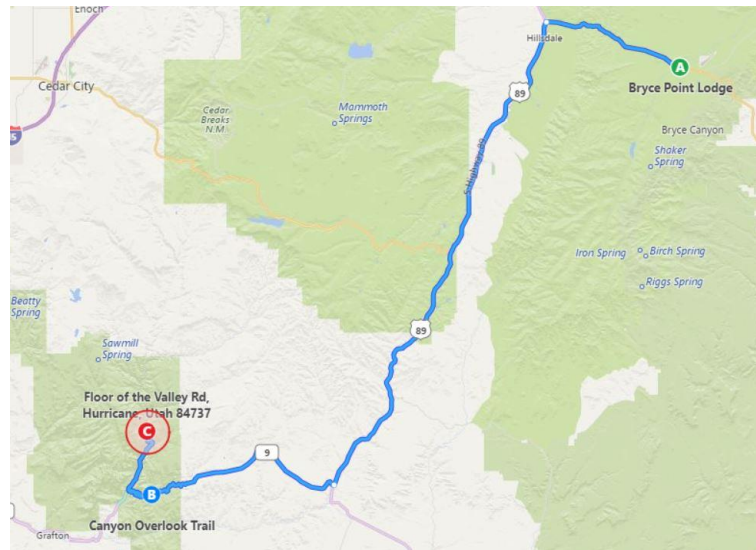 Enoch
Hillsdale
A
Bryce Point Lodge
Cedar City
89
Cedar
Breaks
N M
Mammoth
Springs
Bryce Canyon
S Highway 89
Shaker
Spring
Iron Spring
Birch Spring
Riggs Spring
Beatty
Spring
89
Sawmill
Spring
Floor of the Valley Rd,
Hurricane, Utah 84737
C
9
B
Canyon Overlook Trail
Grafton